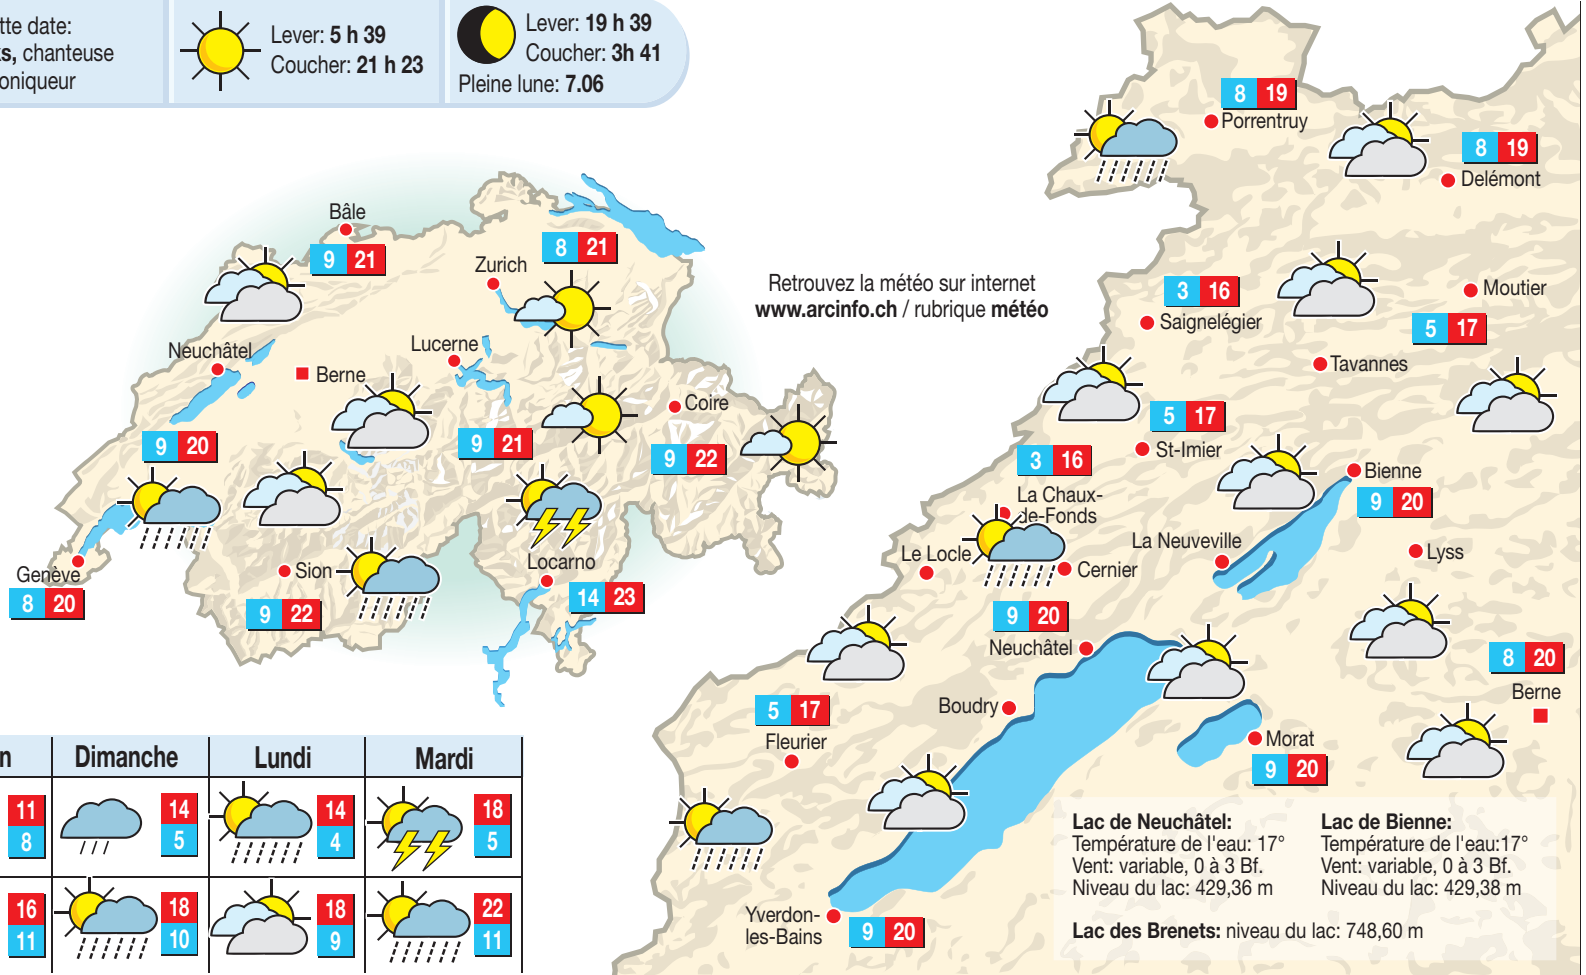 tte date:
ks, chanteuse
oniqueur
Lever: 5 h 39
Coucher: 21 h 23
Lever: 19 h 39
Coucher: 3h 41
Pleine lune: 7.06
Bâle
9 21
8 21
Zurich
Neuchâtel
Lucerne
Berne
Coire
9 20
9 21
9 22
Genève
8 20
Sion
9 22
Locarno
14 23
Retrouvez la météo sur internet
www.arcinfo.ch / rubrique météo
8 19
Porrentruy
8 19
Delémont
3 16
Saignelégier
Moutier
5 17
Tavannes
5 17
St-Imier
3 16
La Chaux-
de-Fonds
Bienne
9 20
Le Locle
Cernier
La Neuveville
Lyss
9 20
Neuchâtel
8 20
Berne
5 17
Fleurier
Boudry
Morat
9 20
Yverdon-
les-Bains
9 20
Lac de Neuchâtel:
Température de l'eau: 17°
Vent: variable, 0 à 3 Bf.
Niveau du lac: 429,36 m
Lac de Bienne:
Température de l'eau:17°
Vent: variable, 0 à 3 Bf.
Niveau du lac: 429,38 m
Lac des Brenets: niveau du lac: 748,60 m
n Dimanche Lundi Mardi
11 14 14 18
8 5 4 5
16 18 18 22
11 10 9 11